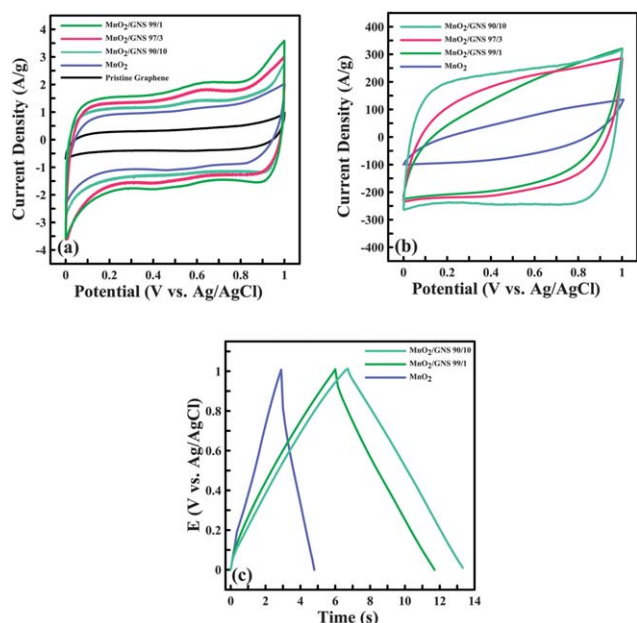 MnO2/GNS 99/1
MnO2/GNS 97/3
MnO2/GNS 90/10
MnO2
Pristine Graphene
Current Density (A/g)
4
3
2
1
0
-1
-2
-3
-4
(a)
0
0.2
0.4
0.6
0.8
1
Potential (V vs. Ag/AgCl)
MnO2/GNS 90/10
MnO2/GNS 97/3
MnO2/GNS 99/1
MnO2
Current Density (A/g)
400
300
200
100
0
-100
-200
-300
-400
(b)
0
0.2
0.4
0.6
0.8
1
Potential (V vs. Ag/AgCl)
MnO2/GNS 90/10
MnO2/GNS 99/1
MnO2
E (V vs. Ag/AgCl)
1
0.8
0.6
0.4
0.2
0
(c)
0
2
4
6
8
10
12
14
Time (s)